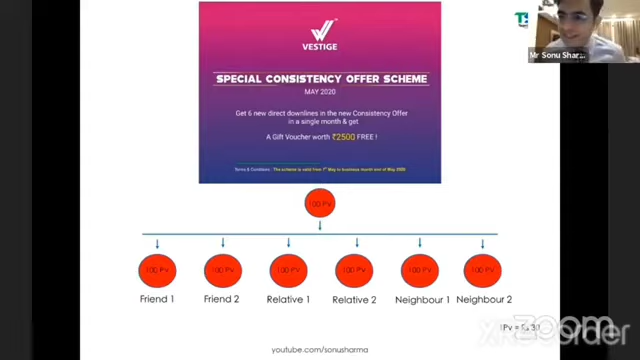 VESTIGE
SPECIAL CONSISTENCY OFFER SCHEME
MAY 2020
Get 6 new direct downlines in the new Consistency Offer
in a single month & get
A Gift Voucher worth ₹2500 FREE !
Terms & Conditions : The scheme is valid from 1st May to business month end of May 2020
Mr Sonu Shar
100 PV
100 PV 100 PV 100 PV 100 PV 100 PV 100 PV
Friend 1 Friend 2 Relative 1 Relative 2 Neighbour 1 Neighbour 2
1Pv = Rs 30
zoom
youtube.com/sonusharma